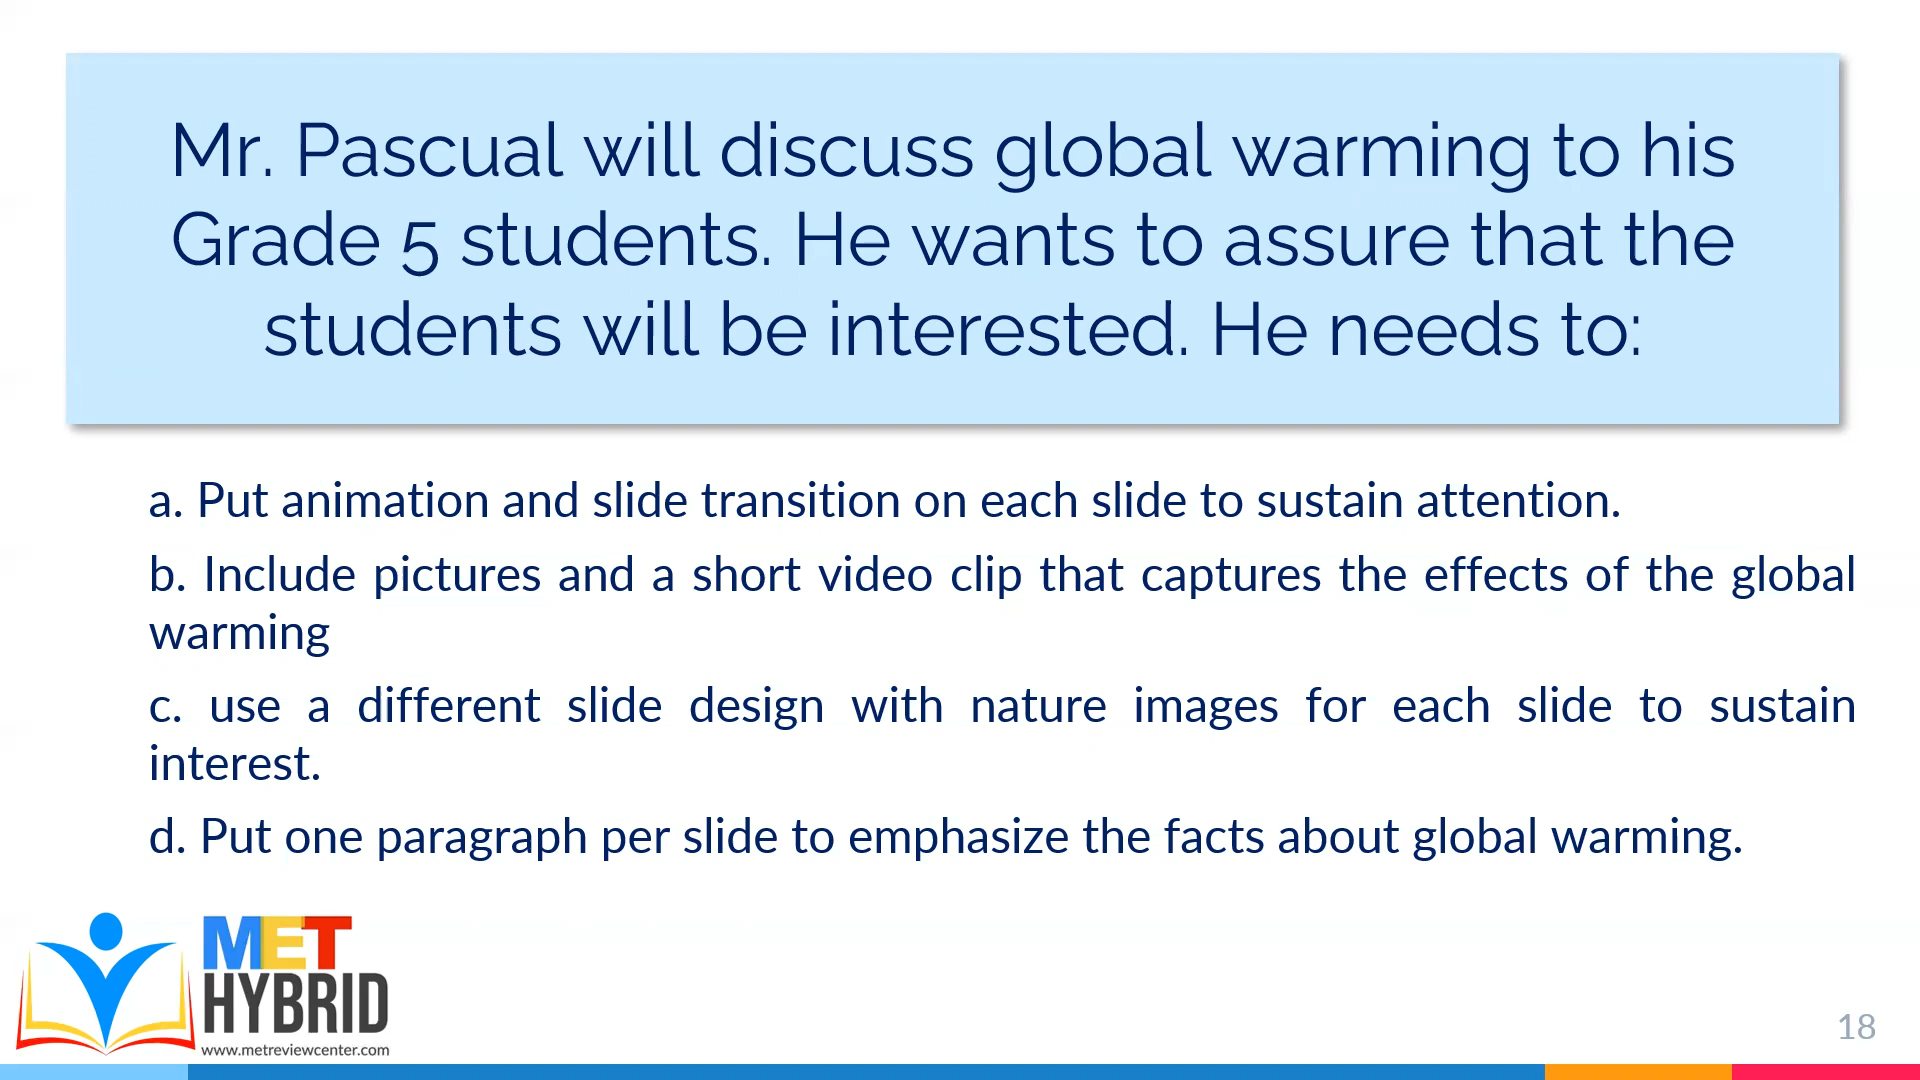 Mr. Pascual will discuss global warming to his
Grade 5 students. He wants to assure that the
students will be interested. He needs to:
a. Put animation and slide transition on each slide to sustain attention.
b. Include pictures and a short video clip that captures the effects of the global
warming
c. use a different slide design with nature images for each slide to sustain
interest.
d. Put one paragraph per slide to emphasize the facts about global warming.
MET
HYBRID
www.metreviewcenter.com
18